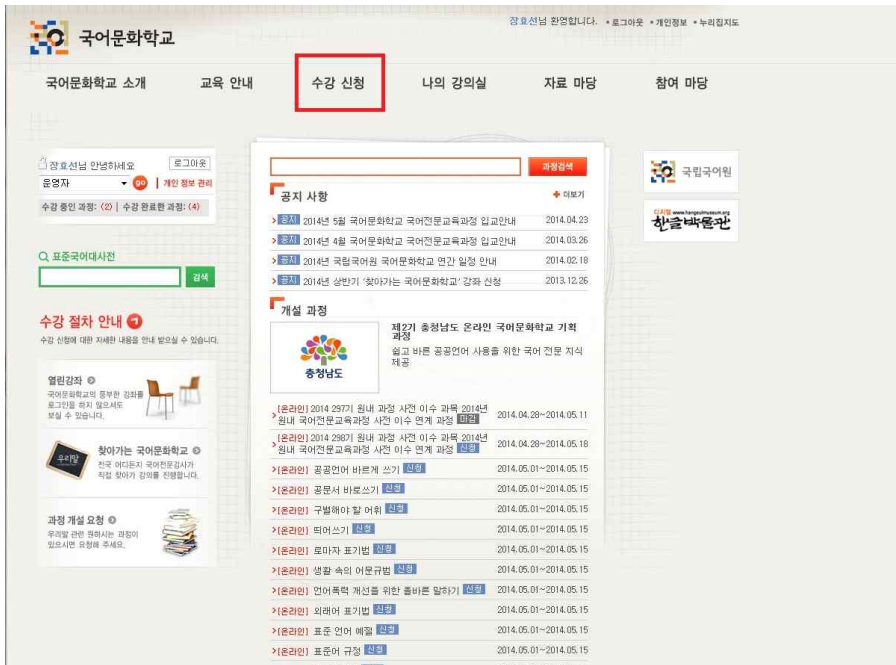 장효선님 환영합니다. 로그아웃 개인정보 누리집지도
국어문화학교
국어문화학교 소개 교육 안내 수강 신청 나의 강의실 자료 마당 참여 마당
장효선님 안녕하세요 로그아웃
운영자 go 개인 정보 관리
수강 중인 과정: (2) | 수강 완료한 과정: (4)
표준국어대사전
검색
수강 절차 안내
수강 신청에 대한 자세한 내용을 안내 받으실 수 있습니다.
열린강좌
국어문화학교의 풍부한 강좌를
로그인을 하지 않으셔도
보실 수 있습니다.
우리말
찾아가는 국어문화학교
전국 어디든지 국어전문강사가
직접 찾아가 강의를 진행합니다.
과정 개설 요청
우리말 관련 원하시는 과정이
있으시면 요청해 주세요.
과정검색
공지 사항 더보기
공지 2014년 5월 국어문화학교 국어전문교육과정 입교안내 2014.04.23
공지 2014년 4월 국어문화학교 국어전문교육과정 입교안내 2014.03.26
공지 2014년 국립국어원 국어문화학교 연간 일정 안내 2014.02.18
공지 2014년 상반기 '찾아가는 국어문화학교' 강좌 신청 2013.12.26
개설 과정
충청남도
제2기 충청남도 온라인 국어문화학교 기획
과정
쉽고 바른 공공언어 사용을 위한 국어 전문 지식
제공
[온라인] 2014 297기 원내 과정 사전 이수 과목 2014년
원내 국어전문교육과정 사전 이수 연계 과정 마감 2014.04.28~2014.05.11
[온라인] 2014 298기 원내 과정 사전 이수 과목 2014년
원내 국어전문교육과정 사전 이수 연계 과정 신청 2014.04.28~2014.05.18
[온라인] 공공언어 바르게 쓰기 신청 2014.05.01~2014.05.15
[온라인] 공문서 바로쓰기 신청 2014.05.01~2014.05.15
[온라인] 구별해야 할 어휘 신청 2014.05.01~2014.05.15
[온라인] 띄어쓰기 신청 2014.05.01~2014.05.15
[온라인] 로마자 표기법 신청 2014.05.01~2014.05.15
[온라인] 생활 속의 어문규범 신청 2014.05.01~2014.05.15
[온라인] 언어폭력 개선을 위한 올바른 말하기 신청 2014.05.01~2014.05.15
[온라인] 외래어 표기법 신청 2014.05.01~2014.05.15
[온라인] 표준 언어 예절 신청 2014.05.01~2014.05.15
[온라인] 표준어 규정 신청 2014.05.01~2014.05.15
국립국어원
디지털 www.hangeulmuseum.org
한글박물관